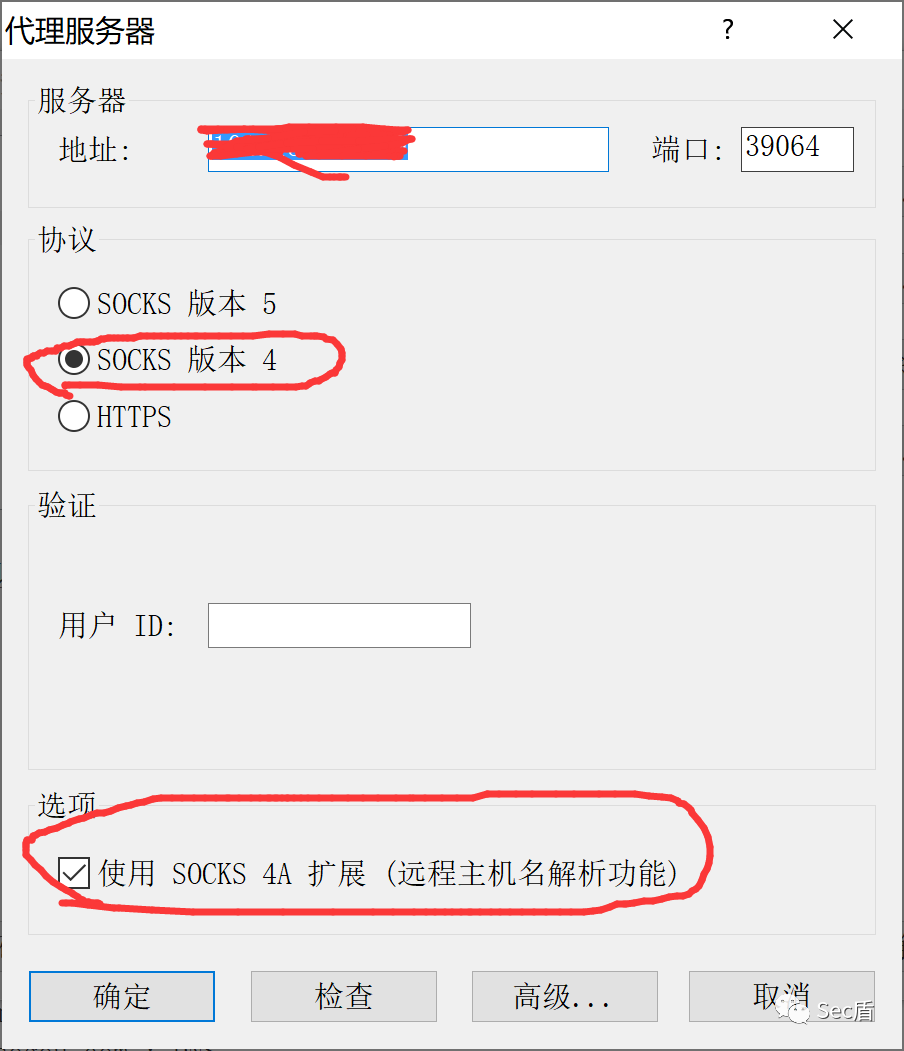 代理服务器
服务器
地址: 端口: 39064
协议
SOCKS 版本 5
SOCKS 版本 4
HTTPS
验证
用户 ID:
选项
使用 SOCKS 4A 扩展 (远程主机名解析功能)
确定 检查 高级... 取消
Sec盾